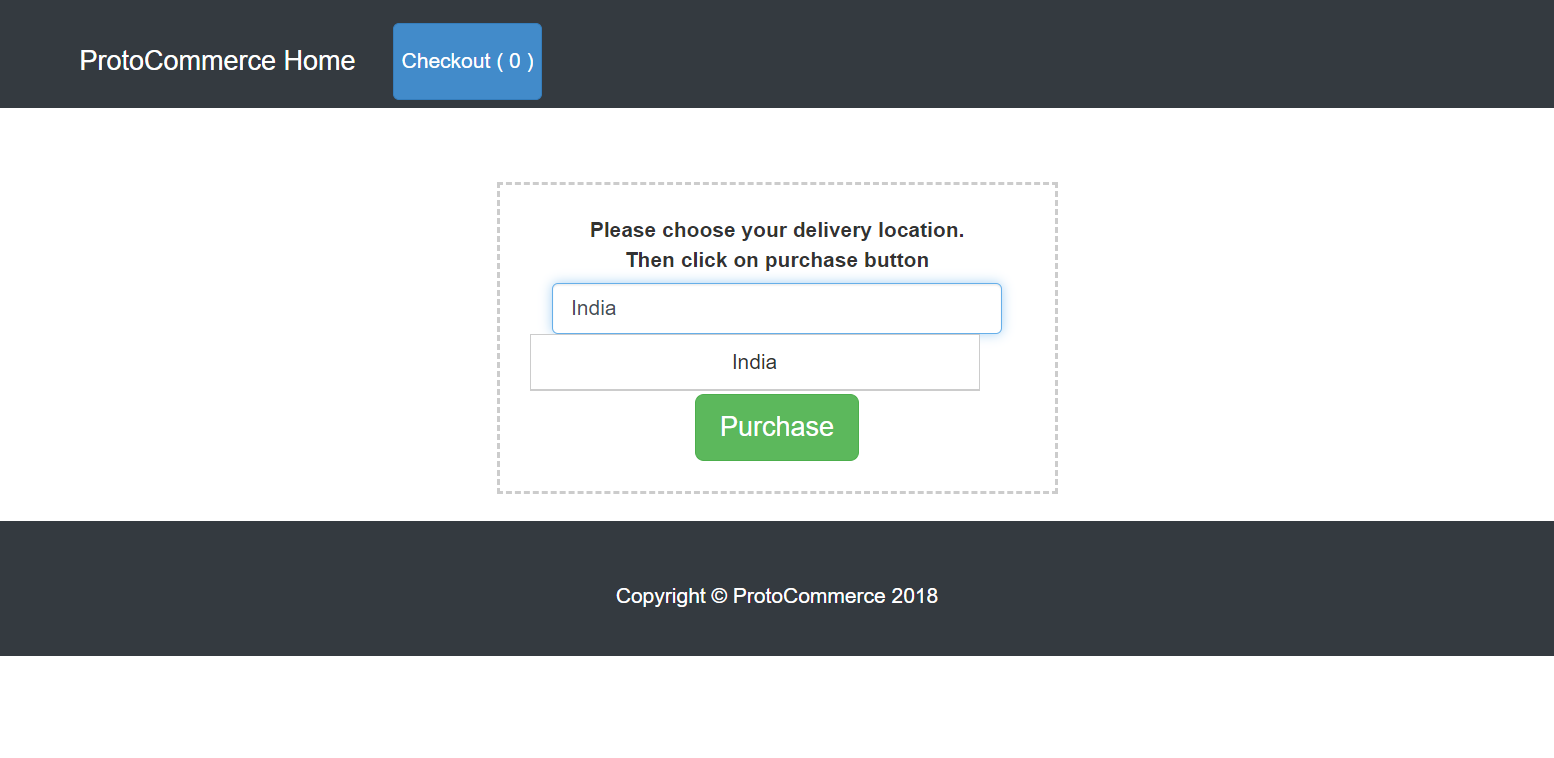 ProtoCommerce Home
Checkout ( 0 )
Please choose your delivery location.
Then click on purchase button
India
India
Purchase
Copyright © ProtoCommerce 2018